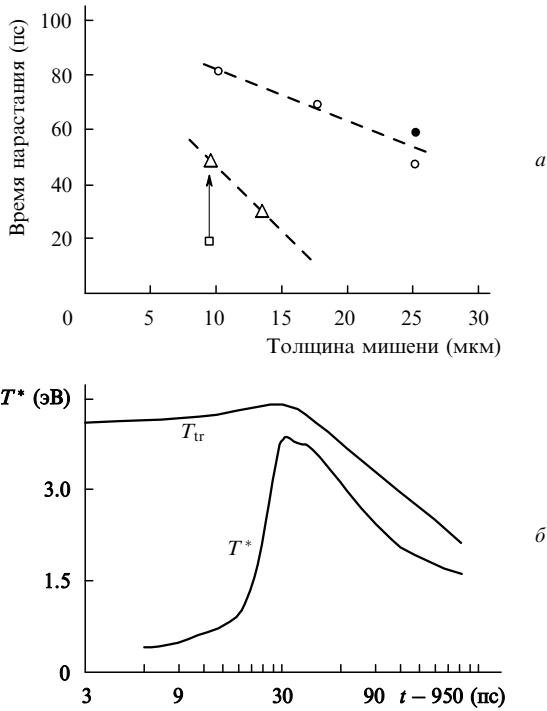 Время нарастания (пс)
100
80
60
40
20
0 5 10 15 20 25 30
Толщина мишени (мкм)
а
T* (эВ)
T_tr
3.0
T*
б
1.5
0
3 9 30 90 t − 950 (пс)